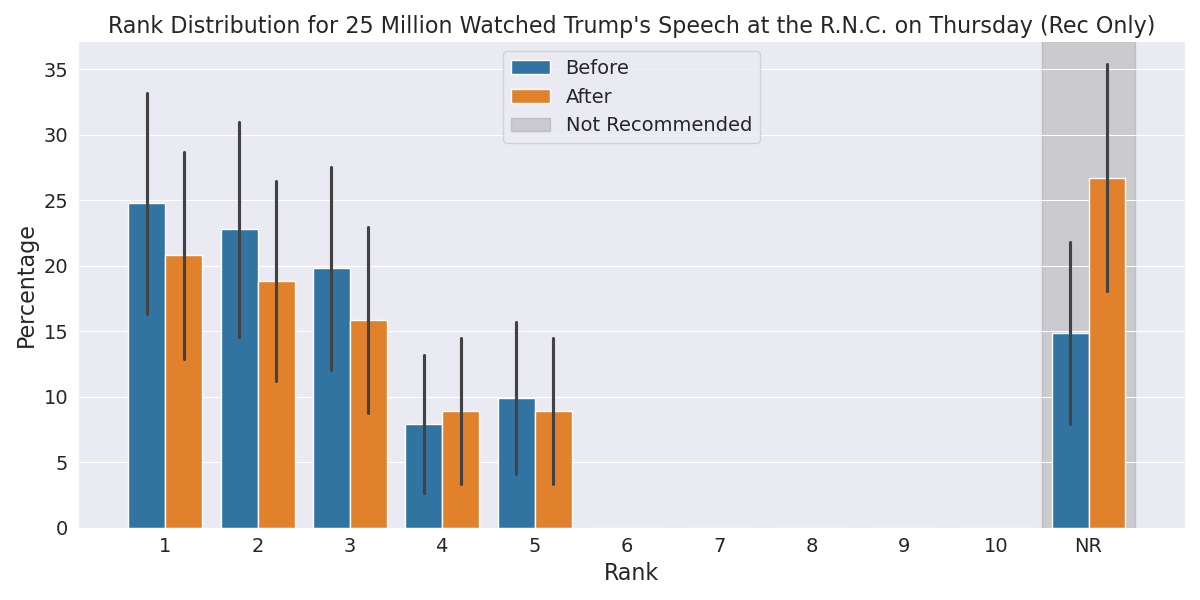 Rank Distribution for 25 Million Watched Trump's Speech at the R.N.C. on Thursday (Rec Only)
Before
After
Not Recommended
Percentage
35
30
25
20
15
10
5
0
1 2 3 4 5 6 7 8 9 10 NR
Rank